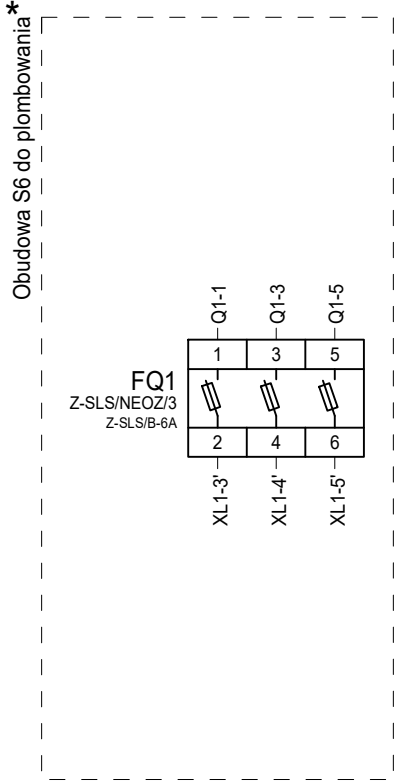 *
Obudowa S6 do plombowania
Q1-1
Q1-3
Q1-5
1
3
5
FQ1
Z-SLS/NEOZ/3
Z-SLS/B-6A
2
4
6
XL1-3'
XL1-4'
XL1-5'